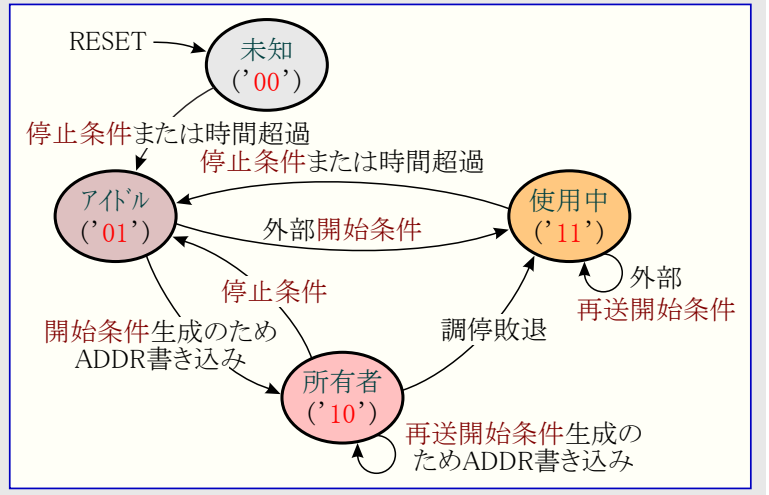 RESET
未知
('00')
停止条件または時間超過
停止条件または時間超過
ｱｲﾄﾞﾙ
('01')
使用中
('11')
外部開始条件
外部
再送開始条件
停止条件
開始条件生成のため
ADDR書き込み
調停敗退
所有者
('10')
再送開始条件生成の
ためADDR書き込み